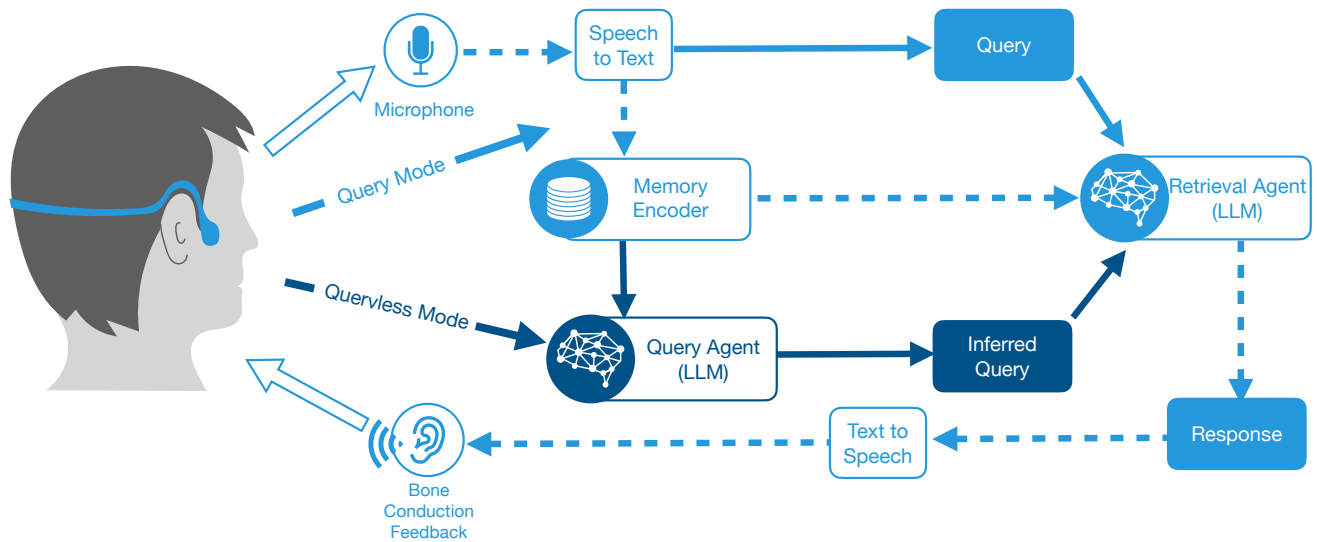 Speech
to Text
Query
Microphone
Query Mode
Memory
Encoder
Retrieval Agent
(LLM)
Quervless Mode
Query Agent
(LLM)
Inferred
Query
Text to
Speech
Response
Bone
Conduction
Feedback